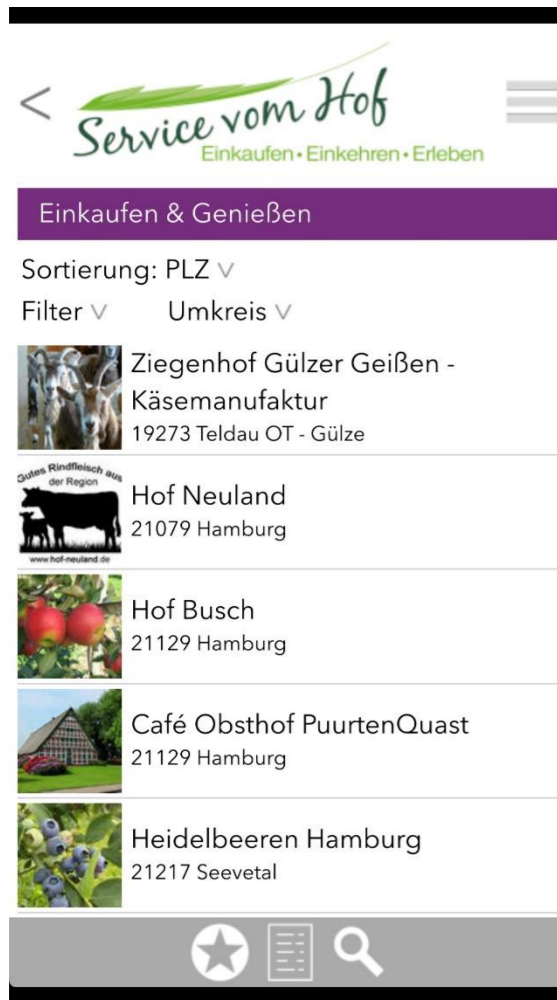 <
Service vom Hof
Einkaufen • Einkehren • Erleben
Einkaufen & Genießen
Sortierung: PLZ
Filter Umkreis
Ziegenhof Gülzer Geißen -
Käsemanufaktur
19273 Teldau OT - Gülze
Gutes Rindfleisch aus
der Region
www.hof-neuland.de
Hof Neuland
21079 Hamburg
Hof Busch
21129 Hamburg
Café Obsthof PuurtenQuast
21129 Hamburg
Heidelbeeren Hamburg
21217 Seevetal